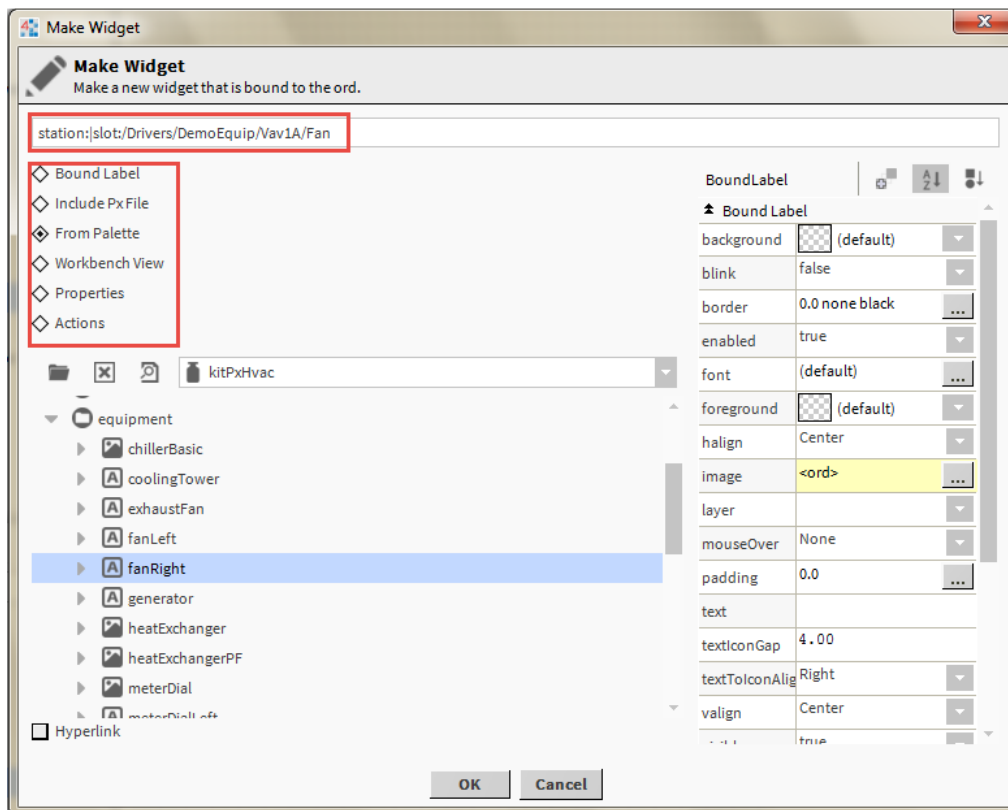 Make Widget
Make Widget
Make a new widget that is bound to the ord.
station:|slot:/Drivers/DemoEquip/Vav1A/Fan
Bound Label
Include Px File
From Palette
Workbench View
Properties
Actions
kitPxHvac
equipment
chillerBasic
coolingTower
exhaustFan
fanLeft
fanRight
generator
heatExchanger
heatExchangerPF
meterDial
meterDialLeft
Hyperlink
BoundLabel
Bound Label
background (default)
blink false
border 0.0 none black ...
enabled true
font (default) ...
foreground (default)
halign Center
image <ord> ...
layer
mouseOver None
padding 0.0 ...
text
textIconGap 4.00
textToIconAlig Right
valign Center
true
OK Cancel